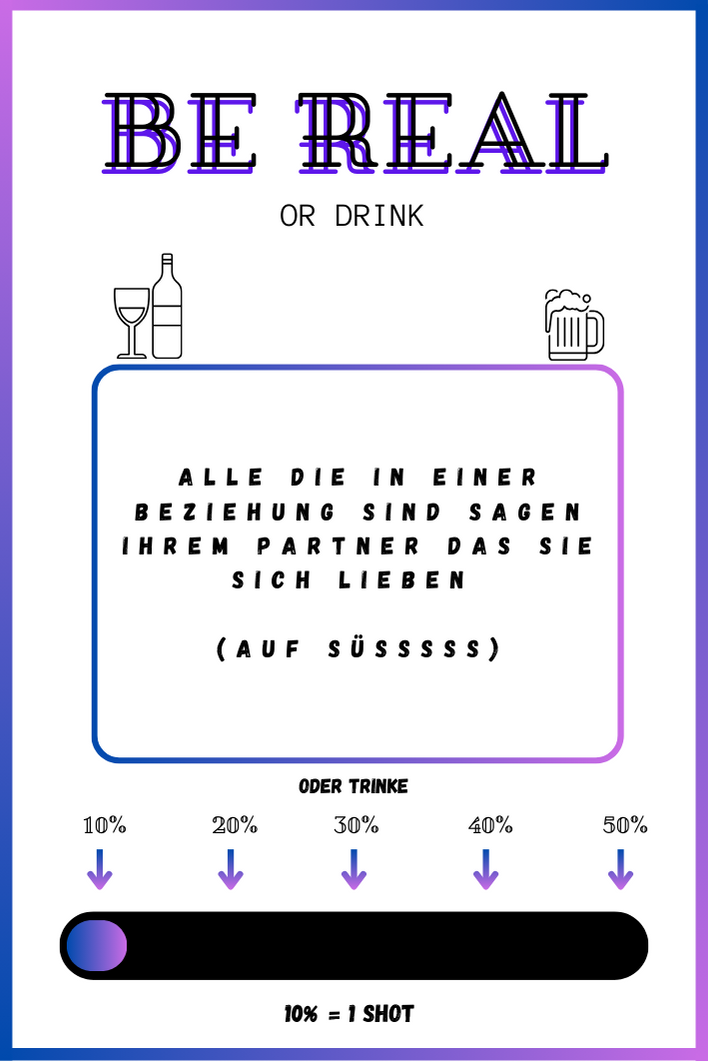 BE REAL
OR DRINK
ALLE DIE IN EINER
BEZIEHUNG SIND SAGEN
IHREM PARTNER DAS SIE
SICH LIEBEN
(AUF SÜSSSSS)
ODER TRINKE
10% 20% 30% 40% 50%
10% = 1 SHOT